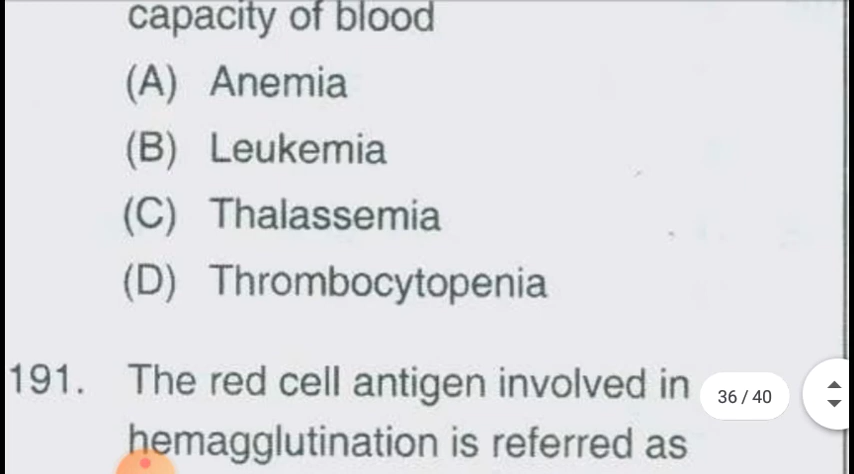 capacity of blood
(A) Anemia
(B) Leukemia
(C) Thalassemia
(D) Thrombocytopenia
191. The red cell antigen involved in
36 / 40
hemagglutination is referred as